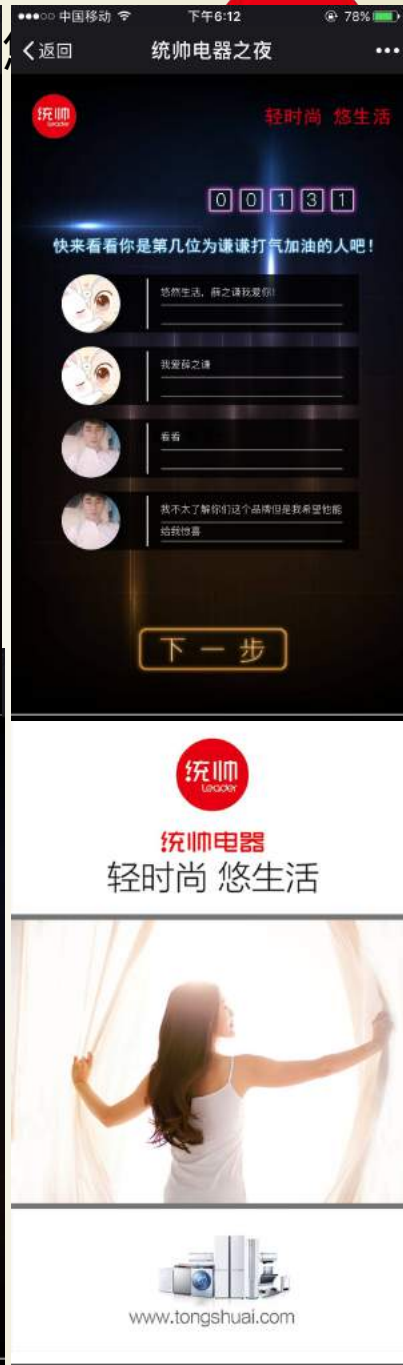 中国移动
下午6:12
78%
返回
统帅电器之夜
统帅
Leader
轻时尚 悠生活
0 0 1 3 1
快来看看你是第几位为谦谦打气加油的人吧!
悠然生活，薛之谦我爱你!
我爱薛之谦
看看
我不太了解你们这个品牌但是我希望他能
给我惊喜
下一步
统帅
Leader
统帅电器
轻时尚 悠生活
www.tongshuai.com